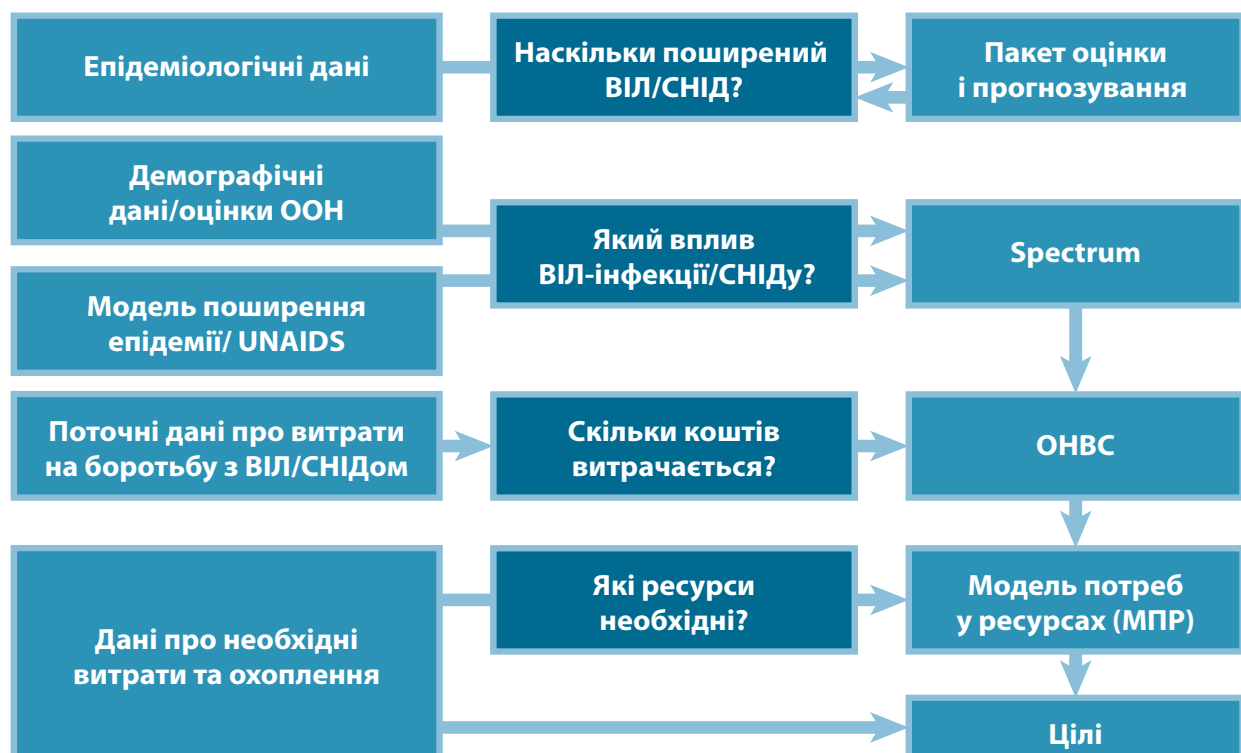 Епідеміологічні дані
Наскільки поширений
ВІЛ/СНІД?
Пакет оцінки
і прогнозування
Демографічні
дані/оцінки ООН
Який вплив
ВІЛ-інфекції/СНІДу?
Spectrum
Модель поширення
епідемії/ UNAIDS
Поточні дані про витрати
на боротьбу з ВІЛ/СНІДом
Скільки коштів
витрачається?
ОНВС
Дані про необхідні
витрати та охоплення
Які ресурси
необхідні?
Модель потреб
у ресурсах (МПР)
Цілі